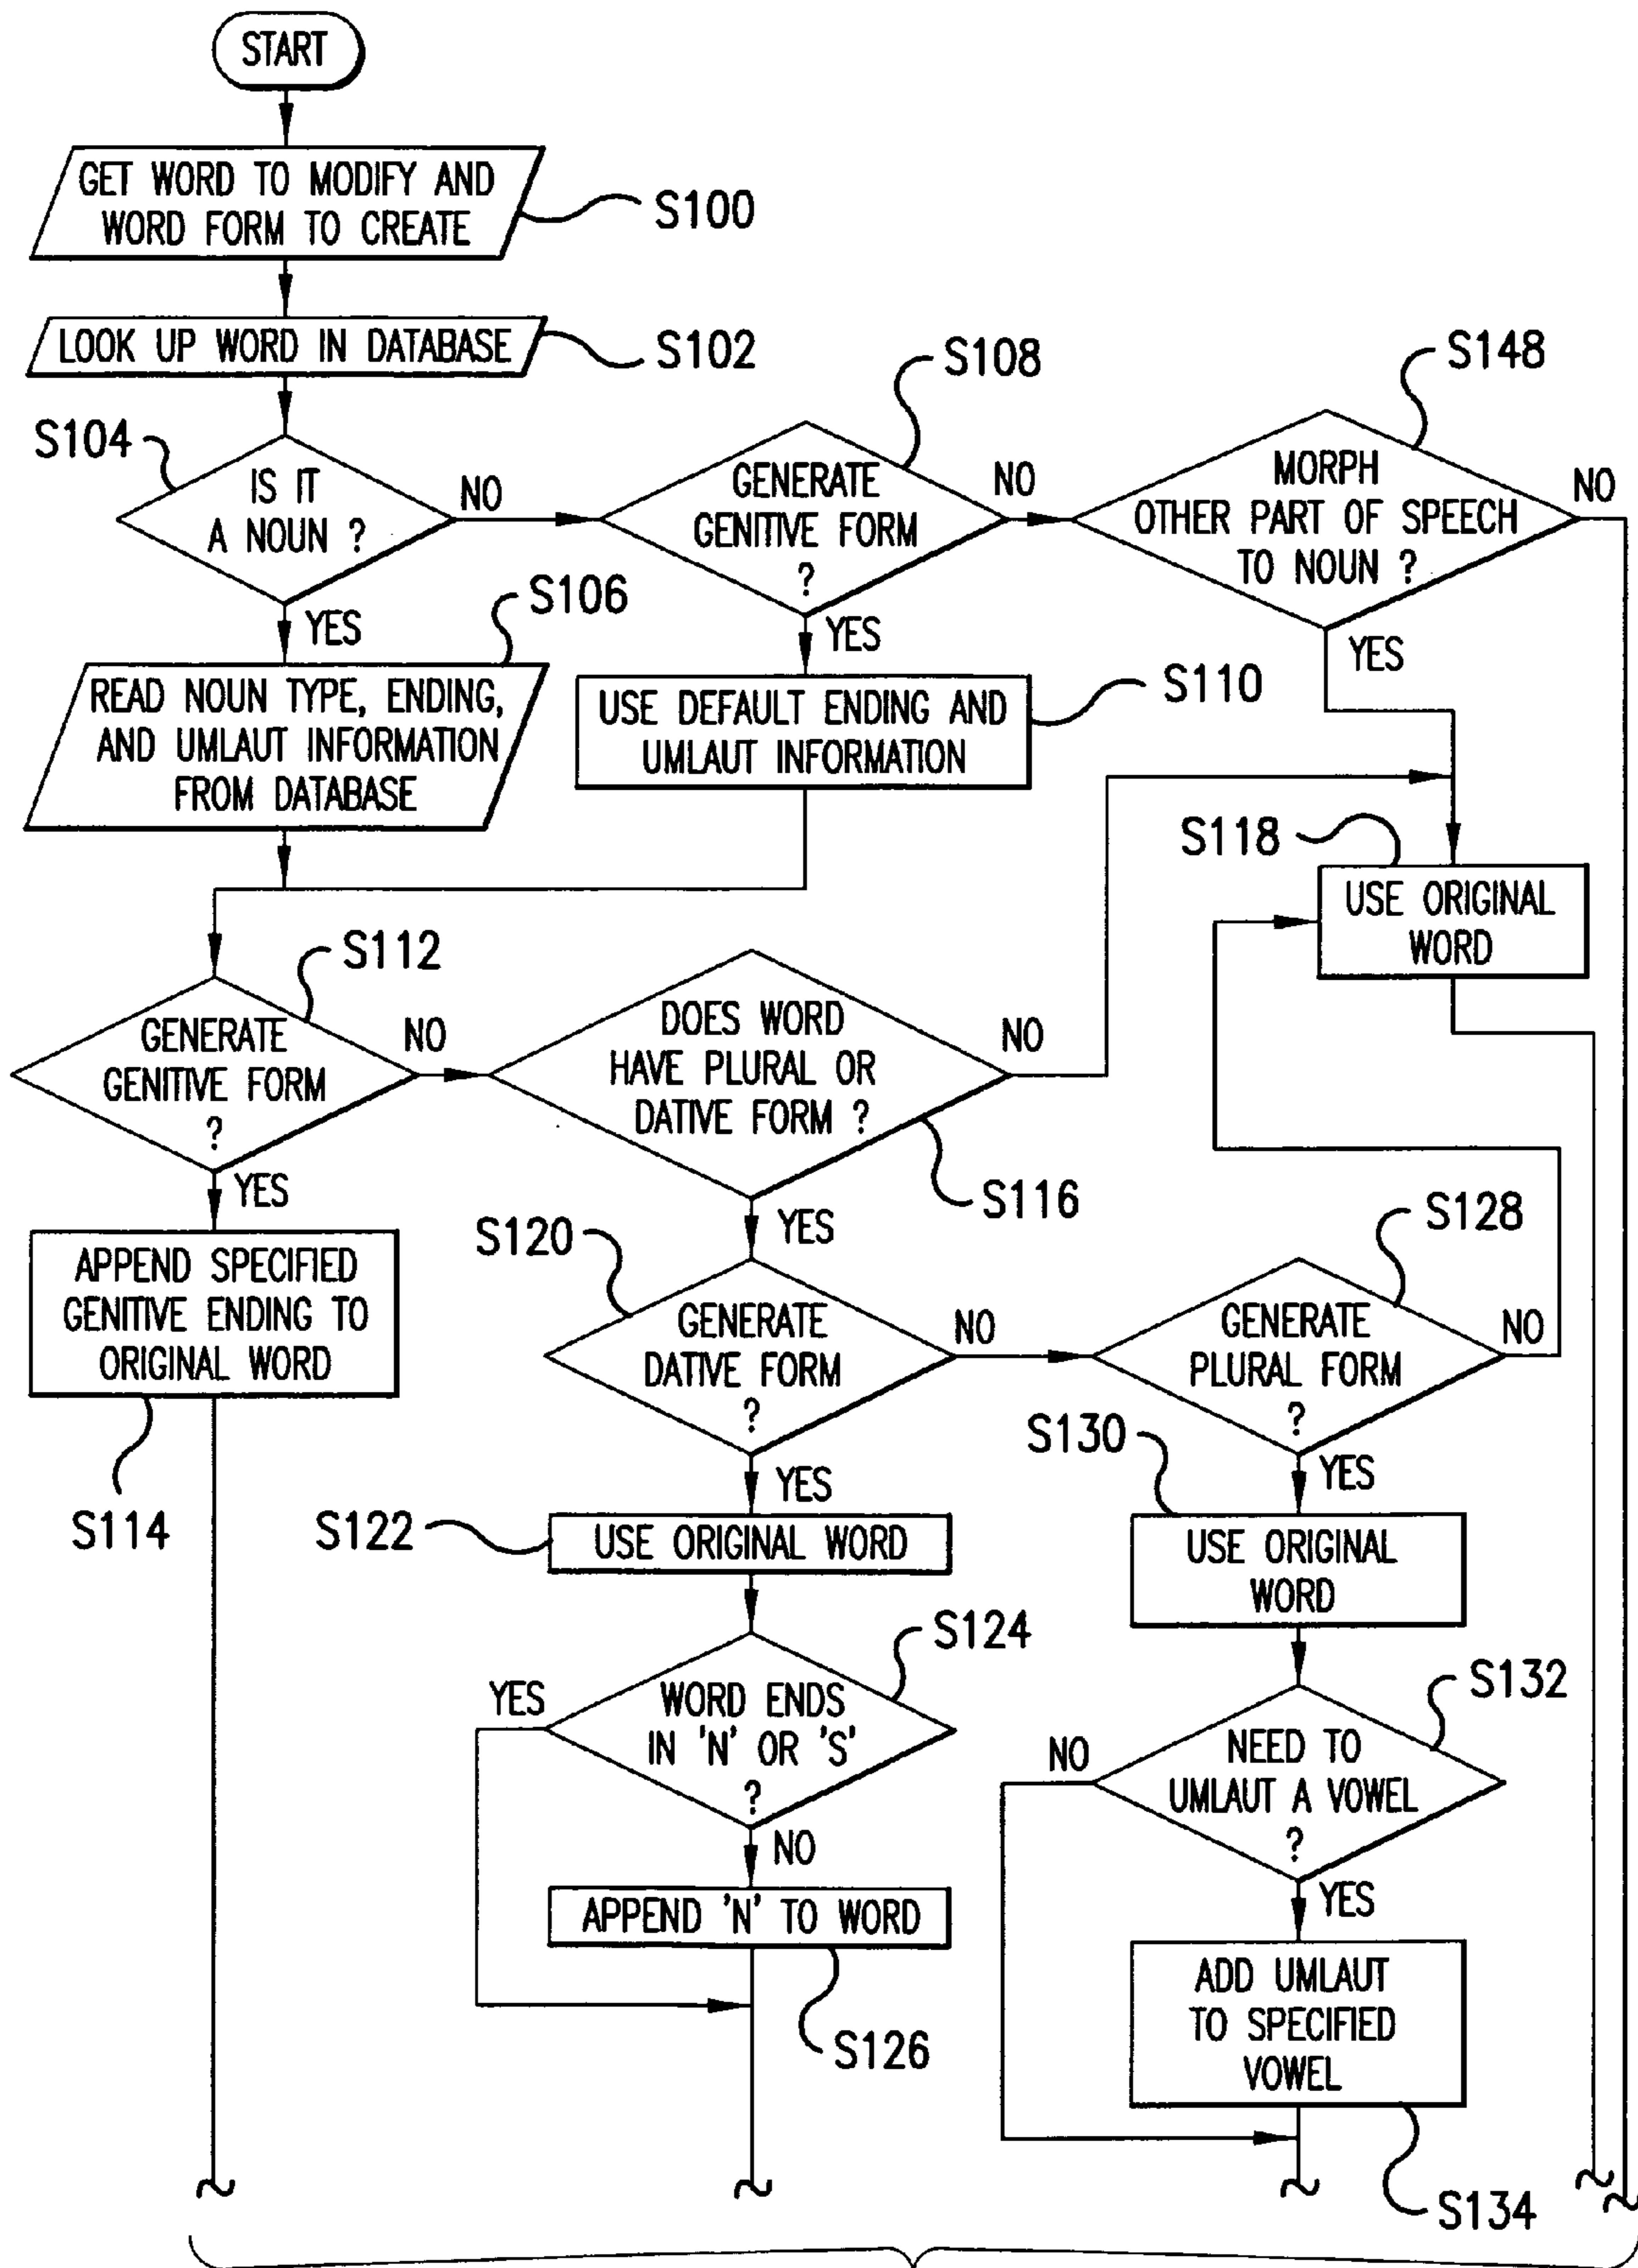 START
GET WORD TO MODIFY AND
WORD FORM TO CREATE
S100
LOOK UP WORD IN DATABASE
S102
S104
IS IT
A NOUN ?
NO
YES
S108
GENERATE
GENITIVE FORM
?
NO
YES
S148
MORPH
OTHER PART OF SPEECH
TO NOUN ?
NO
YES
S106
READ NOUN TYPE, ENDING,
AND UMLAUT INFORMATION
FROM DATABASE
USE DEFAULT ENDING AND
UMLAUT INFORMATION
S110
S118
USE ORIGINAL
WORD
S112
GENERATE
GENITIVE FORM
?
NO
YES
DOES WORD
HAVE PLURAL OR
DATIVE FORM ?
NO
YES
S116
APPEND SPECIFIED
GENITIVE ENDING TO
ORIGINAL WORD
S114
S120
GENERATE
DATIVE FORM
?
NO
YES
S128
GENERATE
PLURAL FORM
?
NO
YES
S122
USE ORIGINAL WORD
S130
USE ORIGINAL
WORD
S124
YES
WORD ENDS
IN 'N' OR 'S'
?
NO
S132
NO
NEED TO
UMLAUT A VOWEL
?
YES
APPEND 'N' TO WORD
S126
ADD UMLAUT
TO SPECIFIED
VOWEL
S134